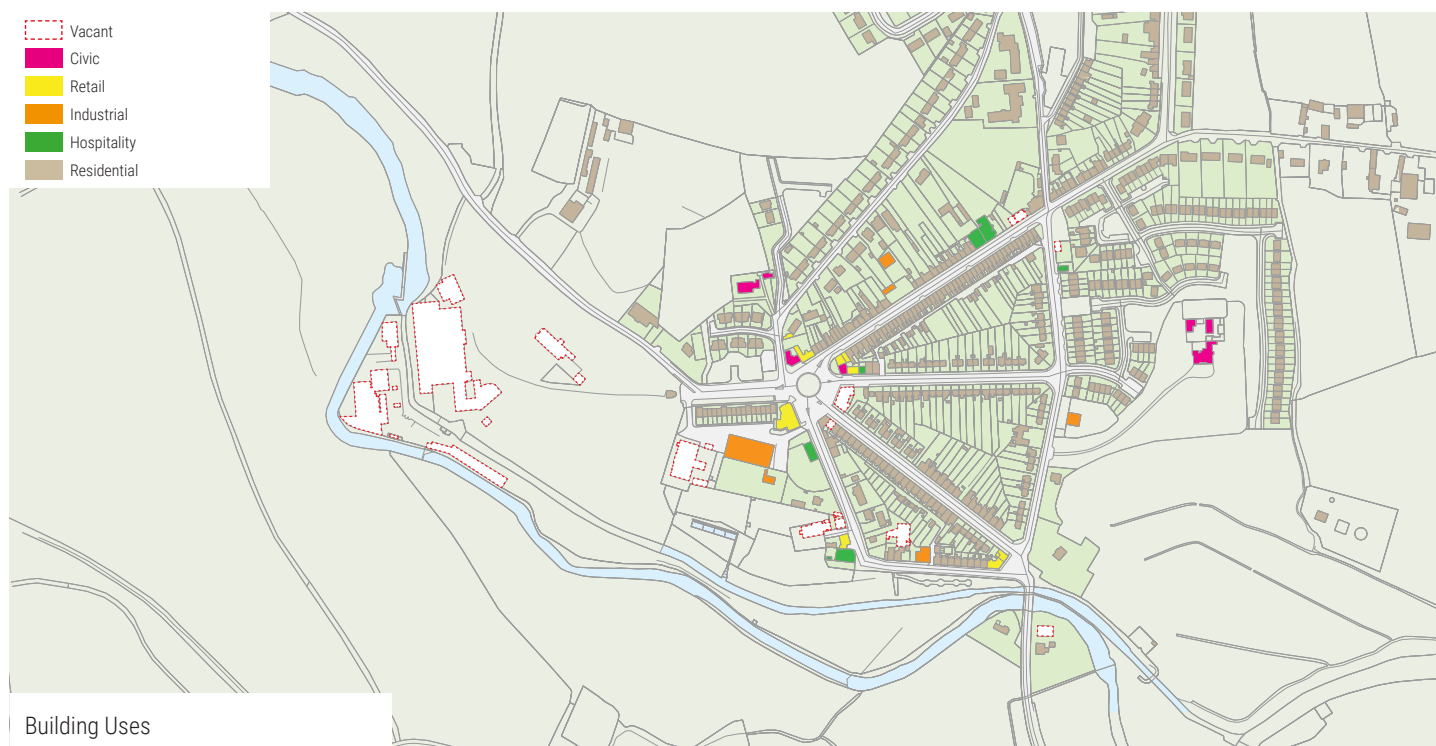 Vacant
Civic
Retail
Industrial
Hospitality
Residential
Building Uses